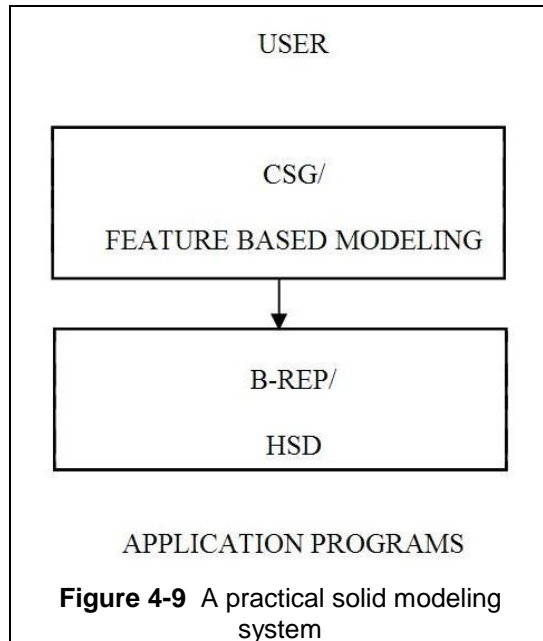 USER
CSG/
FEATURE BASED MODELING
B-REP/
HSD
APPLICATION PROGRAMS
Figure 4-9 A practical solid modeling
system